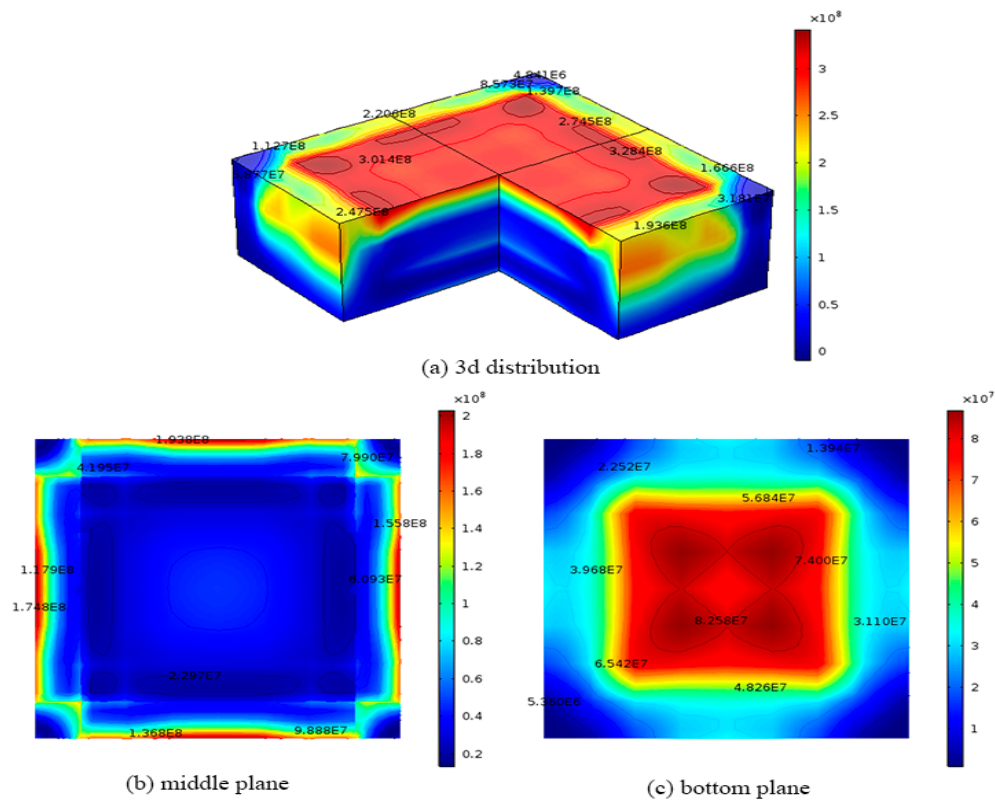 ×10⁸
3
2.5
2
1.5
1
0.5
0
4.841E6
8.573E7
1.397E8
2.206E8
2.745E8
1.127E8
3.014E8
3.284E8
1.666E8
3.181E7
2.475E8
1.936E8
(a) 3d distribution
×10⁸
2
1.8
1.6
1.4
1.2
1
0.8
0.6
0.4
0.2
1.938E8
7.990E7
4.195E7
1.558E8
1.179E8
6.093E7
1.748E8
2.297E7
1.368E8
9.888E7
(b) middle plane
×10⁷
8
7
6
5
4
3
2
1
1.394E7
2.252E7
5.684E7
7.400E7
3.968E7
8.258E7
3.110E7
6.542E7
4.826E7
5.360E6
(c) bottom plane